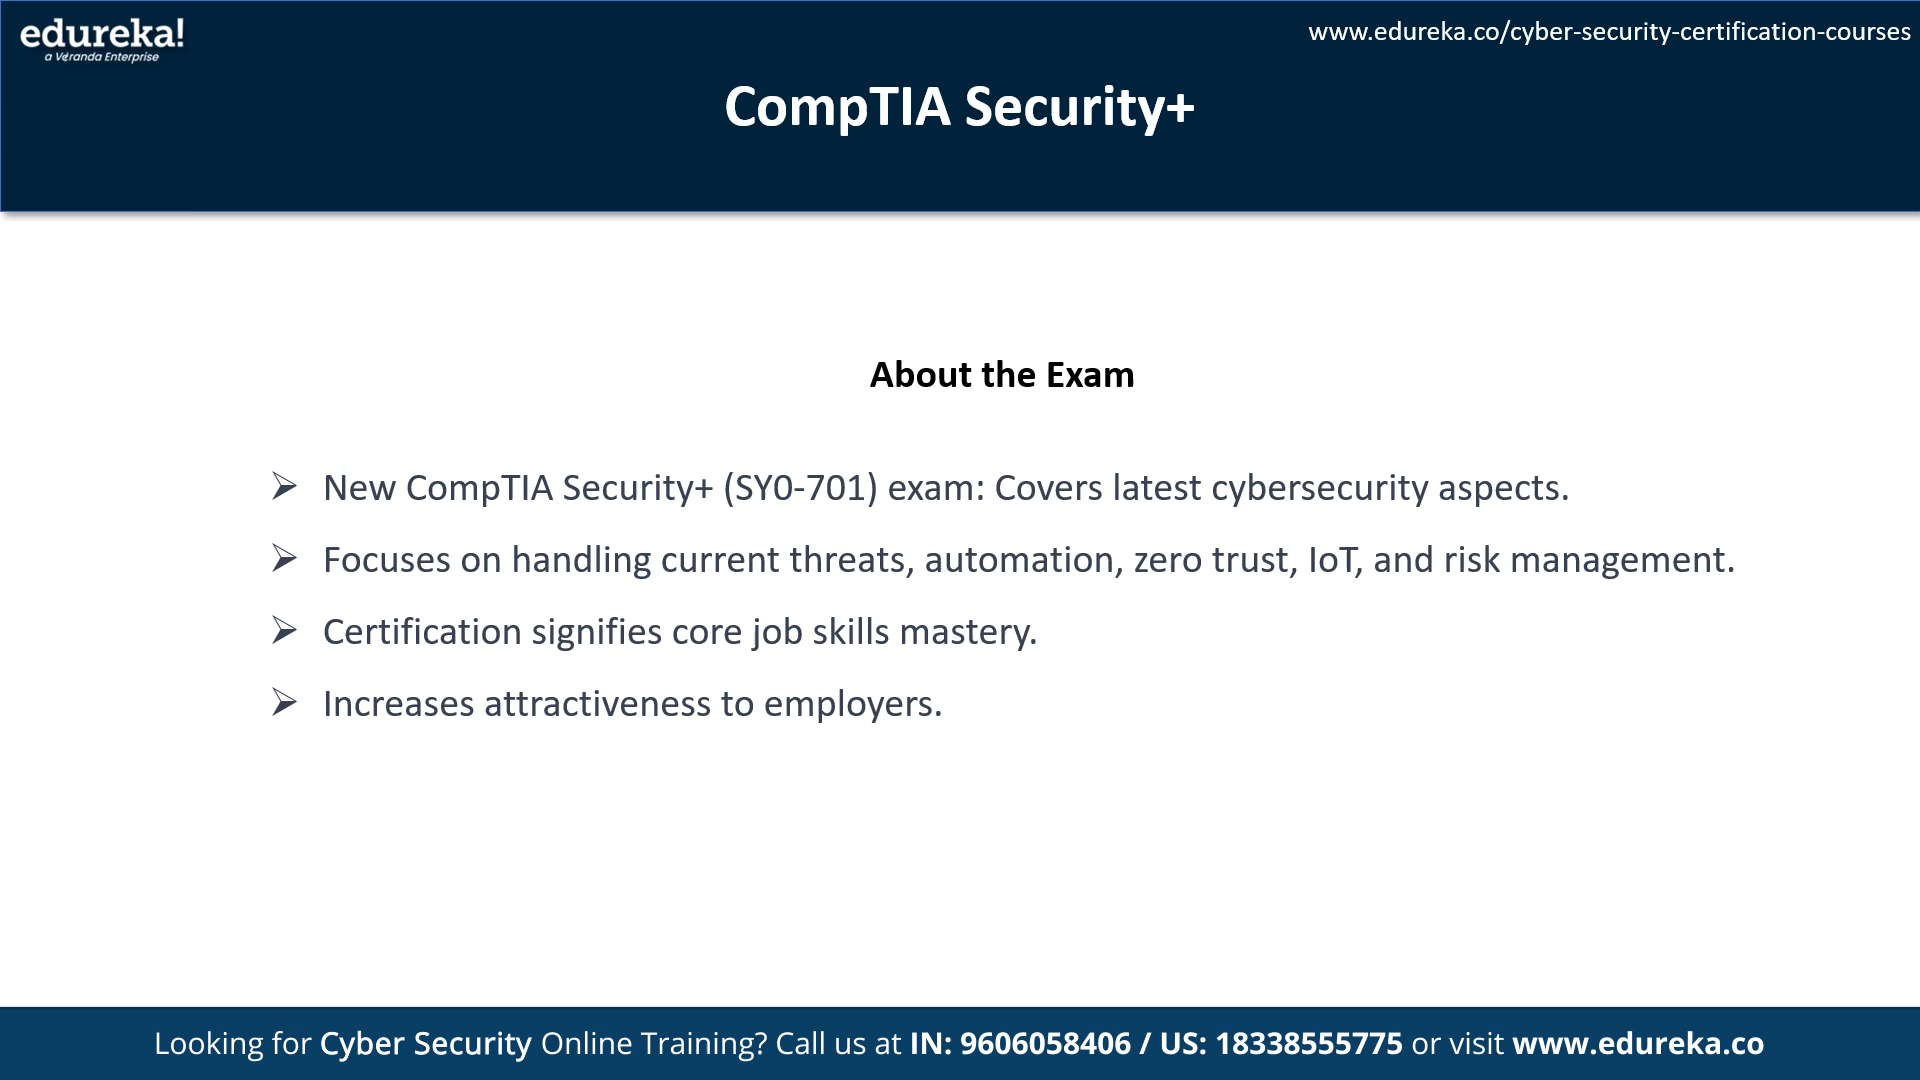 edureka!
a Veranda Enterprise
www.edureka.co/cyber-security-certification-courses
CompTIA Security+
About the Exam
➢ New CompTIA Security+ (SY0-701) exam: Covers latest cybersecurity aspects.
➢ Focuses on handling current threats, automation, zero trust, IoT, and risk management.
➢ Certification signifies core job skills mastery.
➢ Increases attractiveness to employers.
Looking for Cyber Security Online Training? Call us at IN: 9606058406 / US: 18338555775 or visit www.edureka.co